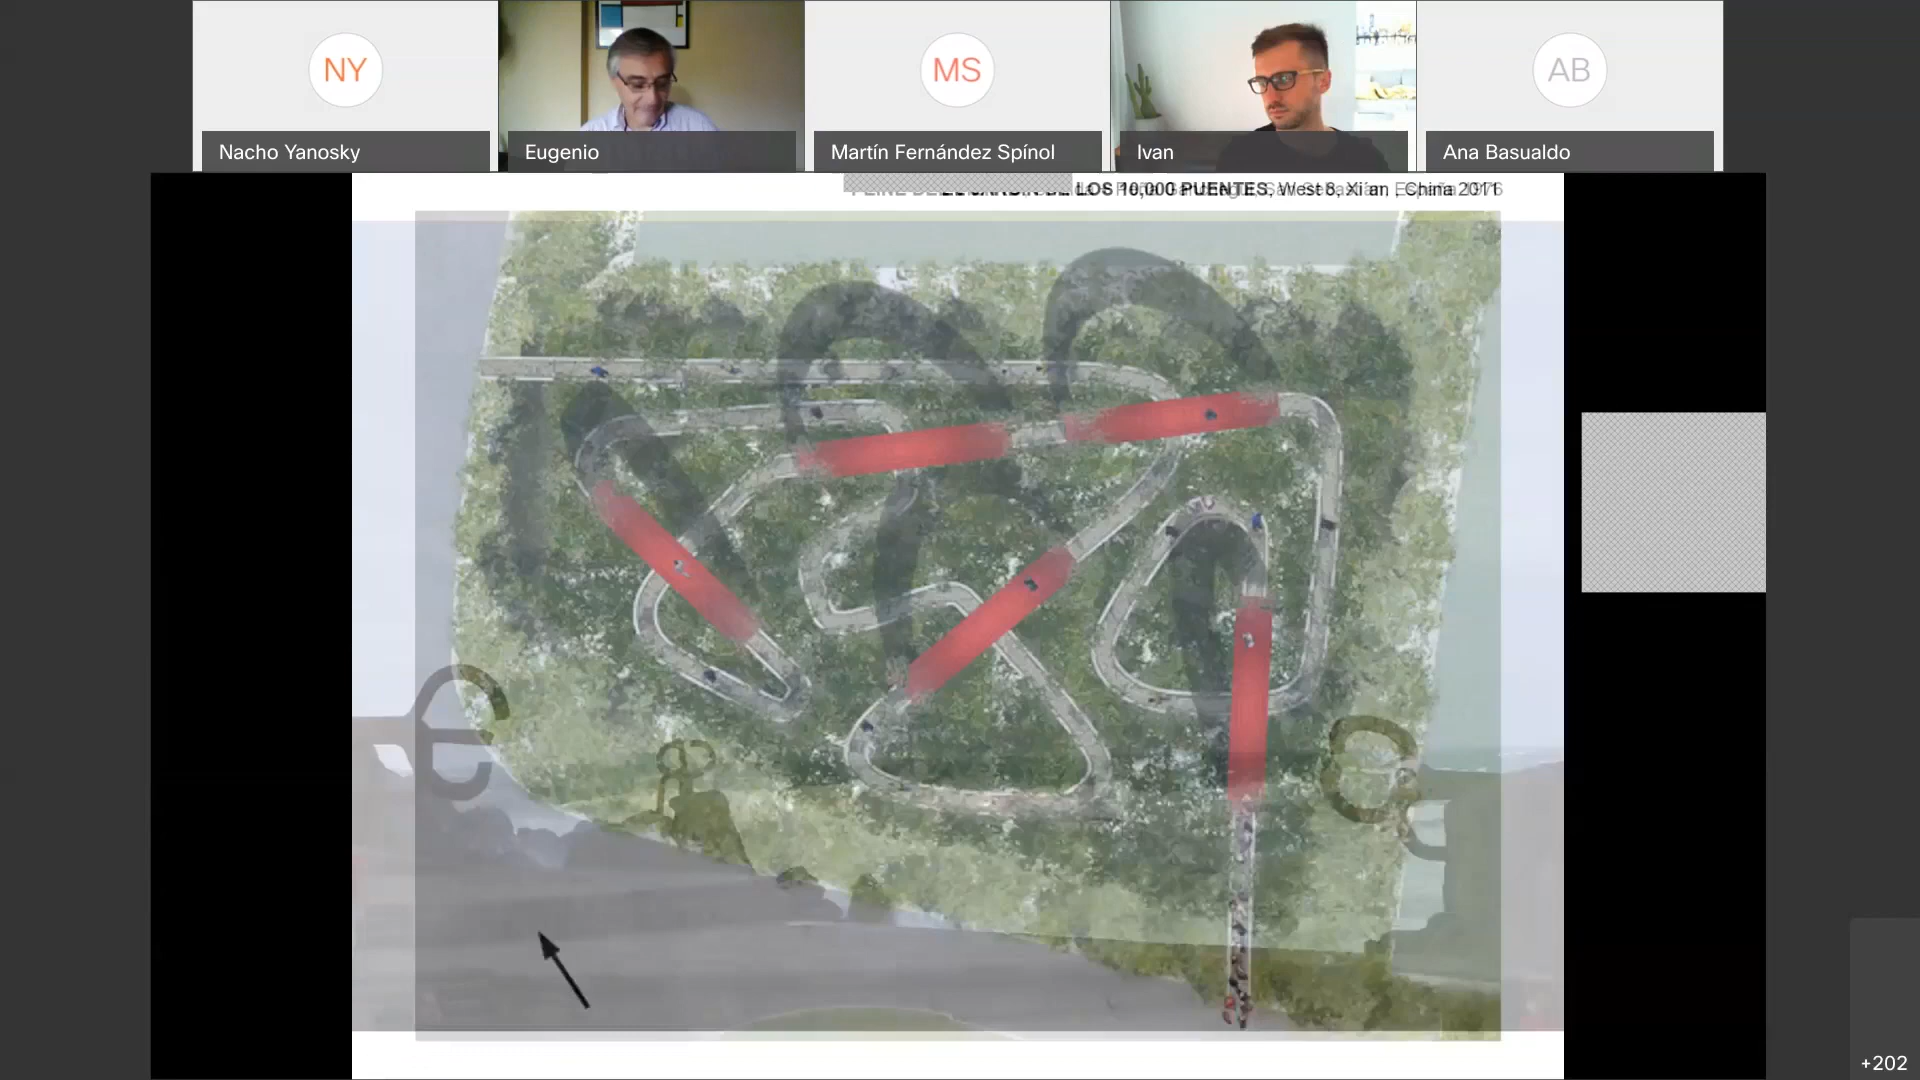 NY
MS
AB
Nacho Yanosky
Eugenio
Martín Fernández Spínol
Ivan
Ana Basualdo
LOS 10,000 PUENTES, West 8, Xi an, China 2011
+202